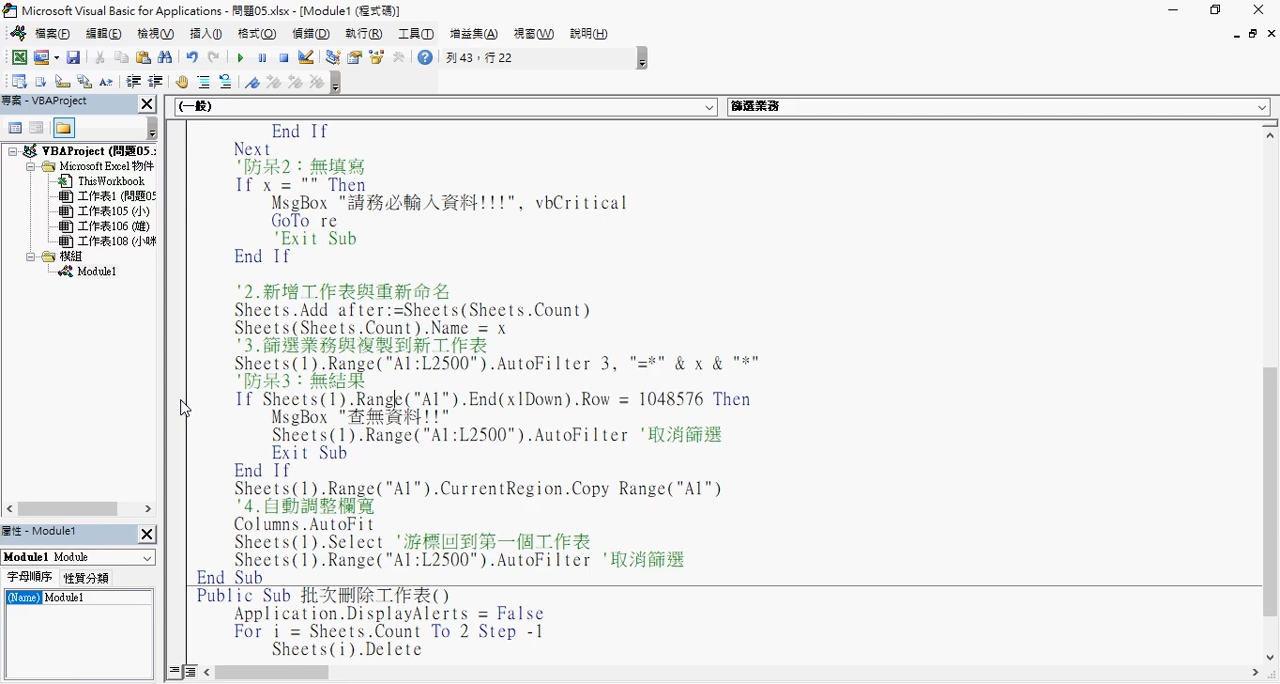 Microsoft Visual Basic for Applications - 問題05.xlsx - [Module1 (程式碼)]
檔案(F) 編輯(E) 檢視(V) 插入(I) 格式(O) 偵錯(D) 執行(R) 工具(T) 增益集(A) 視窗(W) 說明(H)
列 43，行 22
專案 - VBAProject
(一般)
篩選業務
VBAProject (問題05.:
Microsoft Excel 物件
ThisWorkbook
工作表1 (問題05
工作表105 (小)
工作表106 (雄)
工作表108 (小咪
模組
Module1
屬性 - Module1
Module1 Module
字母順序 性質分類
(Name) Module1
End If
Next
'防呆2：無填寫
If x = "" Then
MsgBox "請務必輸入資料!!!", vbCritical
GoTo re
'Exit Sub
End If
'2.新增工作表與重新命名
Sheets.Add after:=Sheets(Sheets.Count)
Sheets(Sheets.Count).Name = x
'3.篩選業務與複製到新工作表
Sheets(1).Range("A1:L2500").AutoFilter 3, "=*" & x & "*"
'防呆3：無結果
If Sheets(1).Range("A1").End(xlDown).Row = 1048576 Then
MsgBox "查無資料!!"
Sheets(1).Range("A1:L2500").AutoFilter '取消篩選
Exit Sub
End If
Sheets(1).Range("A1").CurrentRegion.Copy Range("A1")
'4.自動調整欄寬
Columns.AutoFit
Sheets(1).Select '游標回到第一個工作表
Sheets(1).Range("A1:L2500").AutoFilter '取消篩選
End Sub
Public Sub 批次刪除工作表()
Application.DisplayAlerts = False
For i = Sheets.Count To 2 Step -1
Sheets(i).Delete